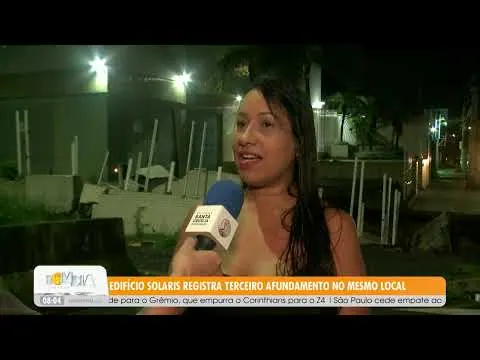 SANTA
CECÍLIA
EDIFÍCIO SOLARIS REGISTRA TERCEIRO AFUNDAMENTO NO MESMO LOCAL
08:04
de para o Grêmio, que empurra o Corinthians para o Z4 I São Paulo cede empate ac